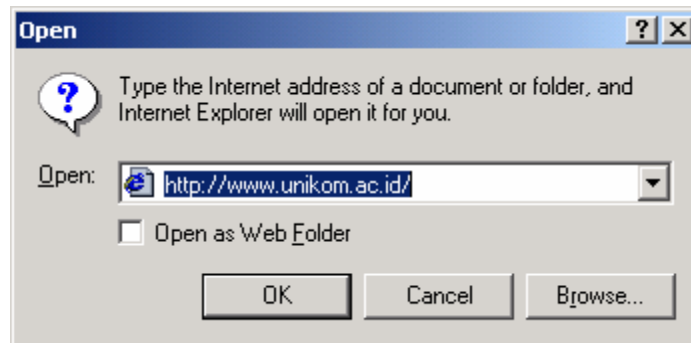 Open
Type the Internet address of a document or folder, and
Internet Explorer will open it for you.
Open: http://www.unikom.ac.id/
Open as Web Folder
OK Cancel Browse...